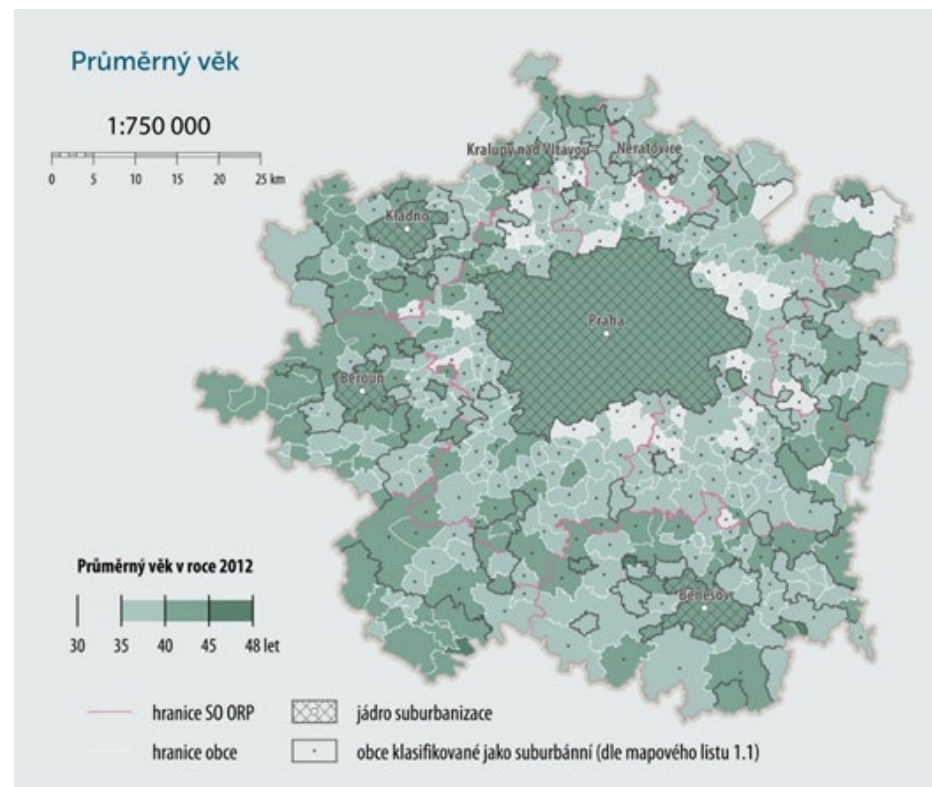 Průměrný věk
1:750 000
0 5 10 15 20 25 km
Kralupy nad Vltavou
Neratovice
Kladno
Praha
Beroun
Benešov
Průměrný věk v roce 2012
30 35 40 45 48 let
hranice SO ORP
jádro suburbanizace
hranice obce
obce klasifikované jako suburbánní (dle mapového listu 1.1)